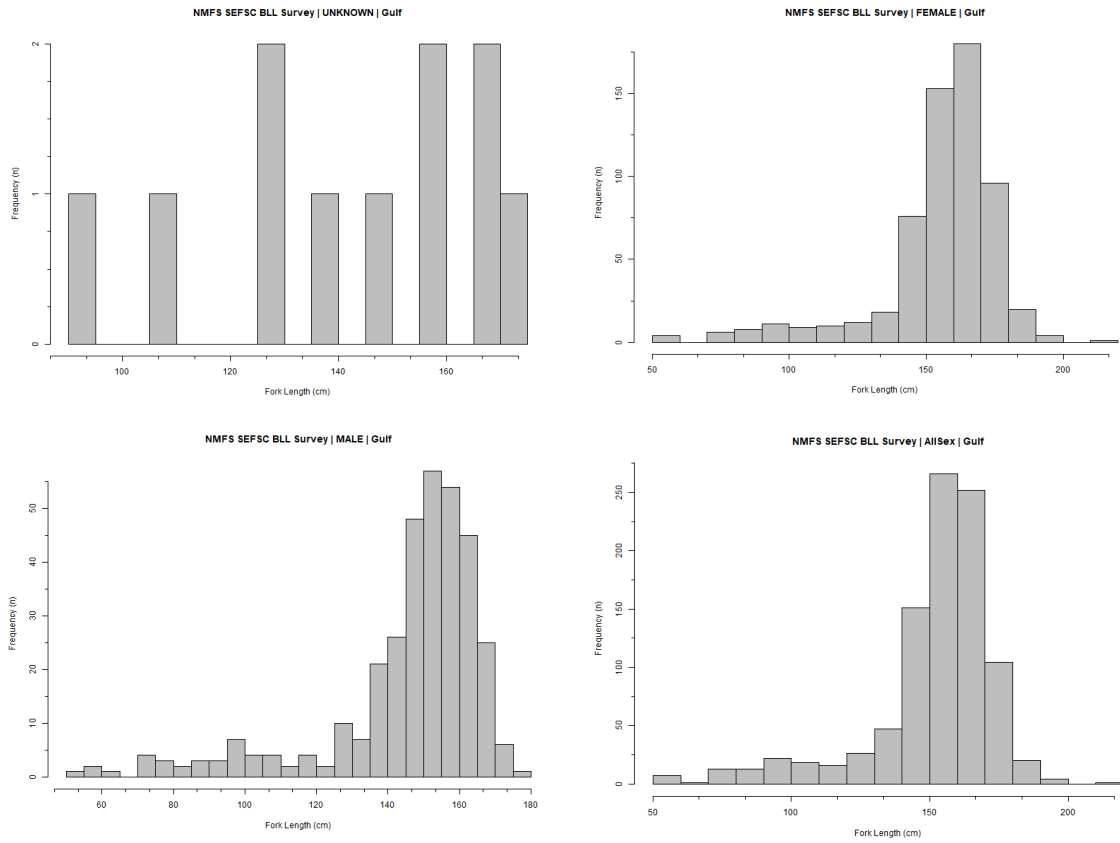 NMFS SEFSC BLL Survey | UNKNOWN | Gulf
Frequency (n)
2
1
0
100 120 140 160
Fork Length (cm)
NMFS SEFSC BLL Survey | FEMALE | Gulf
Frequency (n)
150
100
50
0
50 100 150 200
Fork Length (cm)
NMFS SEFSC BLL Survey | MALE | Gulf
Frequency (n)
50
40
30
20
10
0
60 80 100 120 140 160 180
Fork Length (cm)
NMFS SEFSC BLL Survey | AllSex | Gulf
Frequency (n)
250
200
150
100
50
0
50 100 150 200
Fork Length (cm)